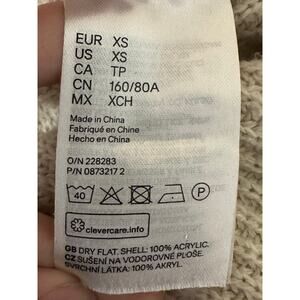 EUR XS
US XS
CA TP
CN 160/80A
MX XCH
Made in China
Fabriqué en Chine
Hecho en China
O/N 228283
P/N 0873217 2
40
P
clevercare.info
GB DRY FLAT. SHELL: 100% ACRYLIC.
CZ SUŠENÍ NA VODOROVNÉ PLOŠE.
SVRCHNÍ LÁTKA: 100% AKRYL.